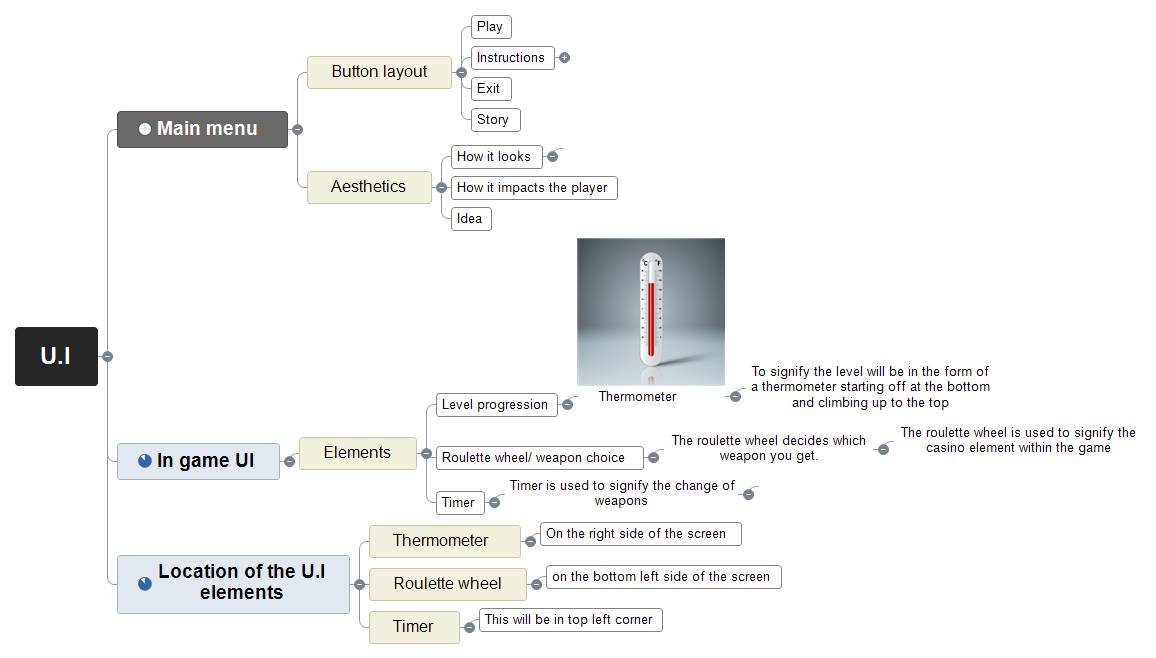 Play
Instructions
Button layout
Exit
Story
Main menu
How it looks
Aesthetics
How it impacts the player
Idea
°C °F
U.I
To signify the level will be in the form of
a thermometer starting off at the bottom
and climbing up to the top
Thermometer
Level progression
In game UI
Elements
Roulette wheel/ weapon choice
The roulette wheel decides which
weapon you get.
The roulette wheel is used to signify the
casino element within the game
Timer
Timer is used to signify the change of
weapons
Location of the U.I
elements
Thermometer
On the right side of the screen
Roulette wheel
on the bottom left side of the screen
Timer
This will be in top left corner